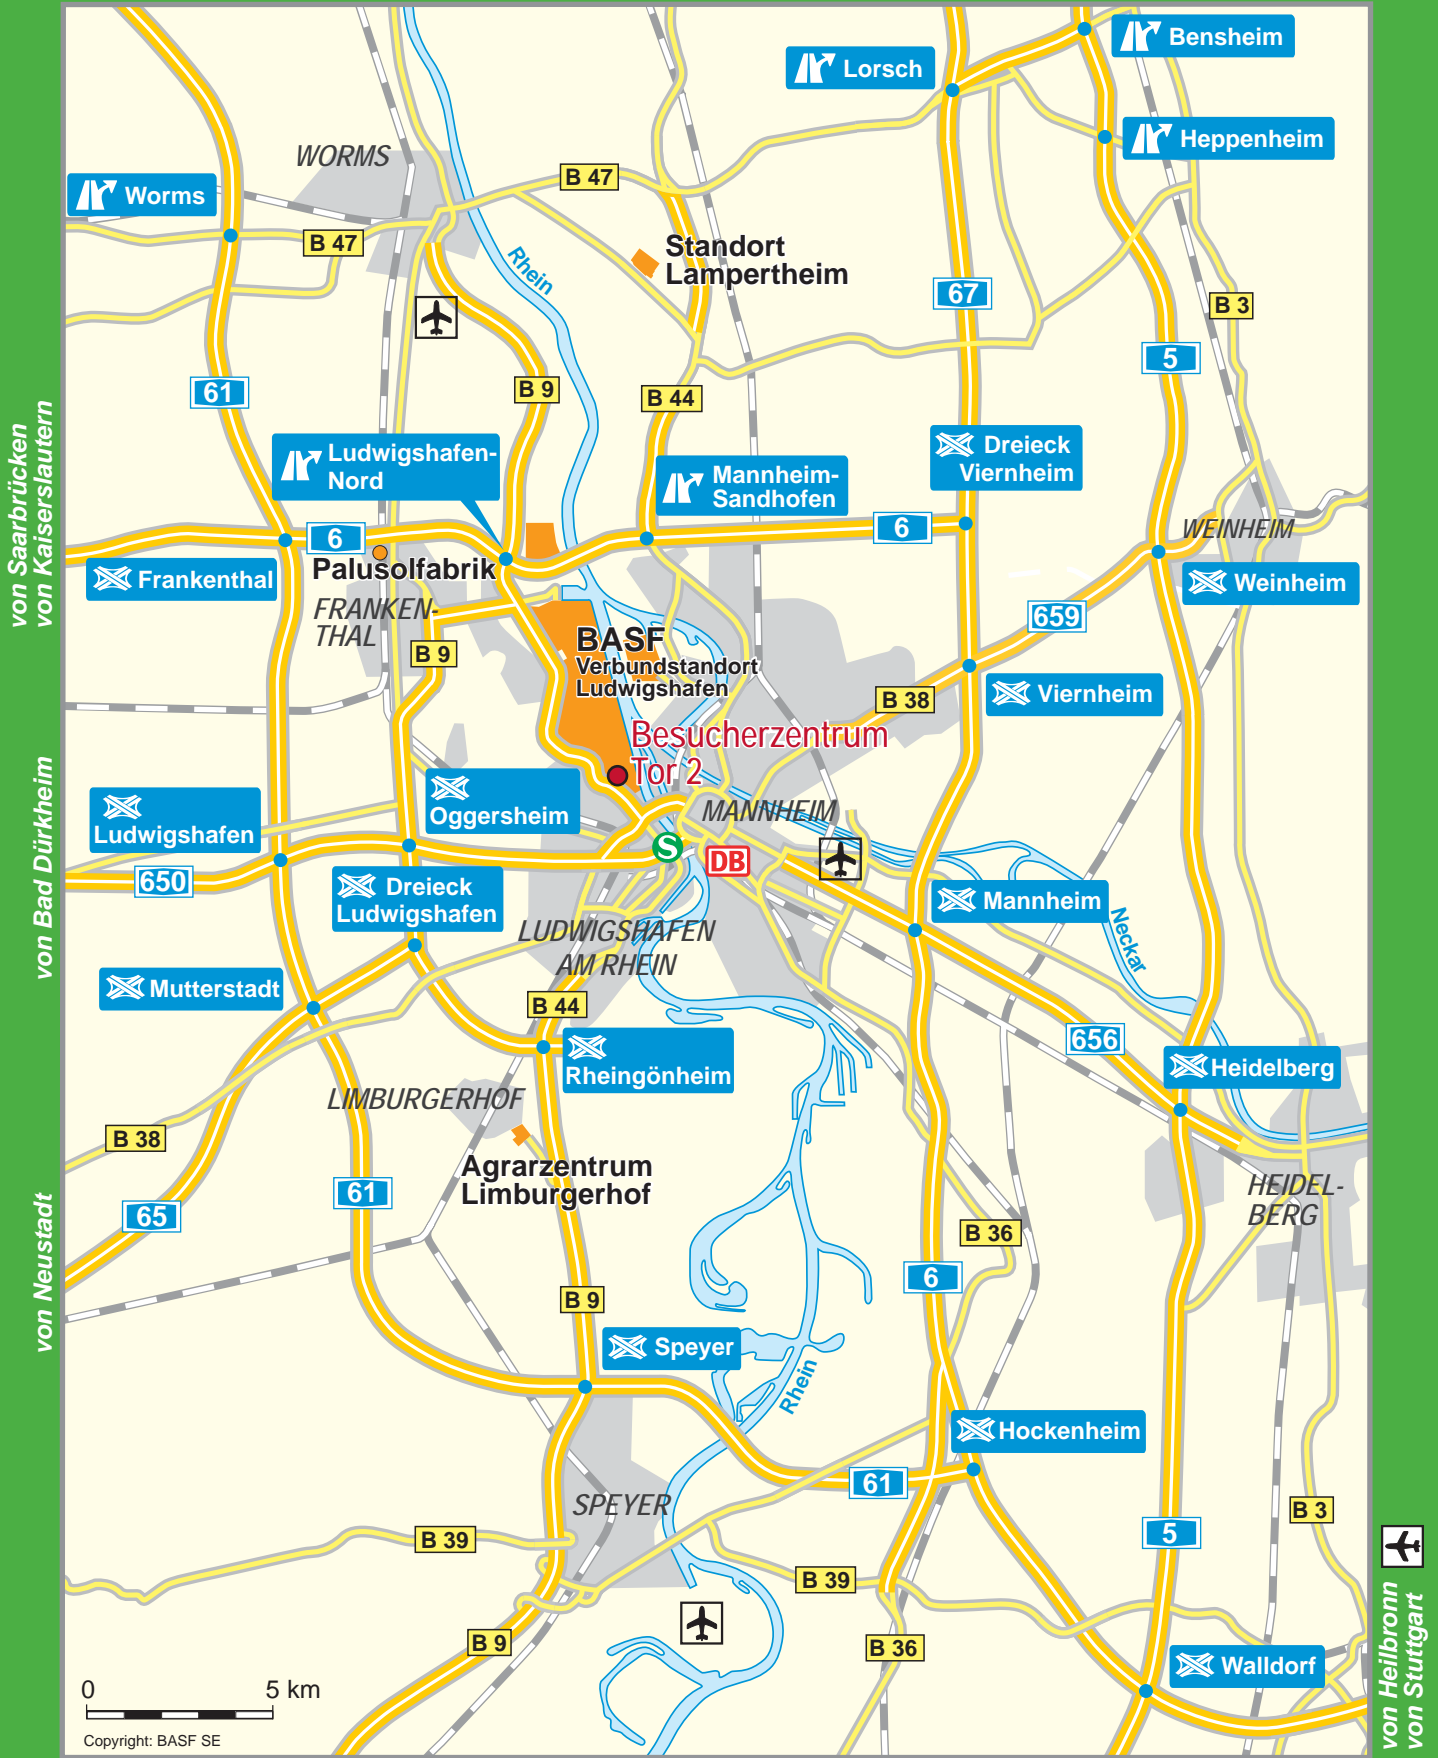 Bensheim
Lorsch
Heppenheim
WORMS
B 47
Worms
B 47
Standort
Lampertheim
Rhein
67
B 3
5
61
B 9
B 44
von Saarbrücken
von Kaiserslautern
Ludwigshafen-
Nord
Dreieck
Viernheim
Mannheim-
Sandhofen
6
6
WEINHEIM
Palusolfabrik
Frankenthal
Weinheim
FRANKEN-
THAL
659
BASF
Verbundstandort
Ludwigshafen
B 9
Viernheim
B 38
Besucherzentrum
Tor 2
von Bad Dürkheim
Ludwigshafen
Oggersheim
MANNHEIM
S
DB
650
Dreieck
Ludwigshafen
Mannheim
Neckar
LUDWIGSHAFEN
AM RHEIN
Mutterstadt
B 44
656
Rheingönheim
Heidelberg
LIMBURGERHOF
B 38
Agrarzentrum
Limburgerhof
61
HEIDEL-
BERG
65
von Neustadt
B 36
6
B 9
Speyer
Rhein
Hockenheim
61
SPEYER
B 3
B 39
5
B 39
B 9
B 36
von Heilbronn
von Stuttgart
Walldorf
0 5 km
Copyright: BASF SE